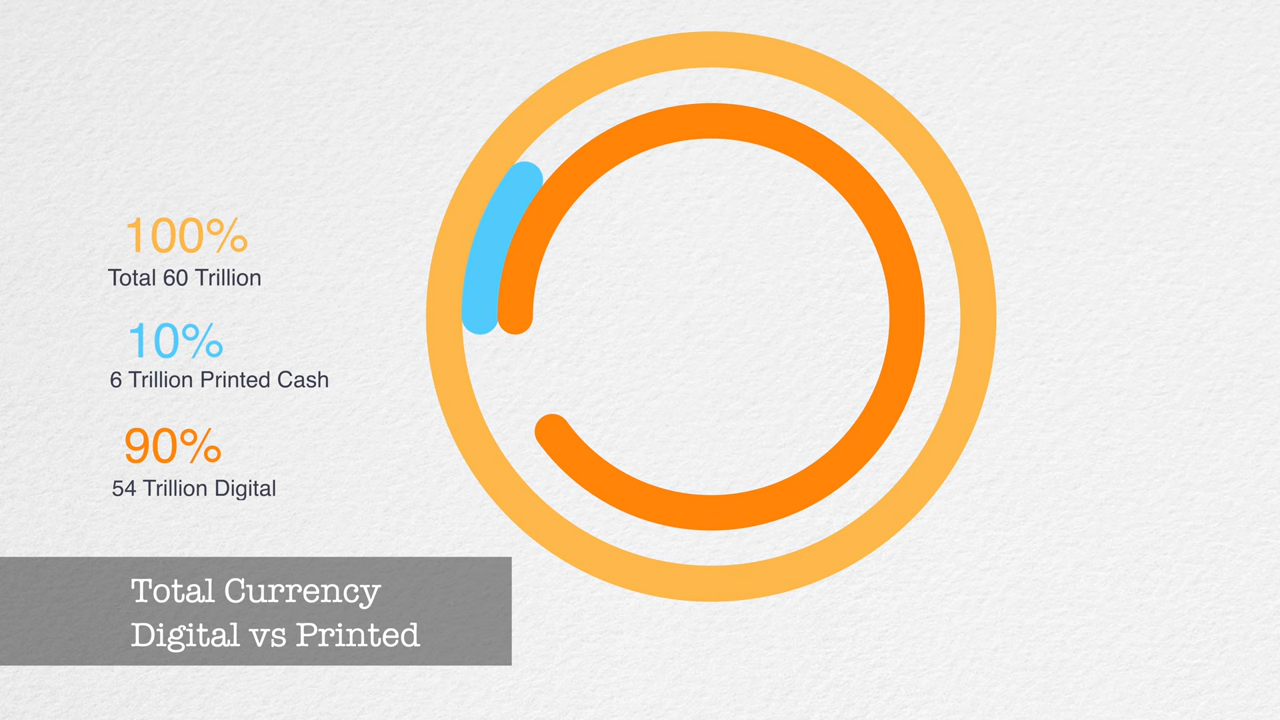 100%
Total 60 Trillion
10%
6 Trillion Printed Cash
90%
54 Trillion Digital
Total Currency
Digital vs Printed